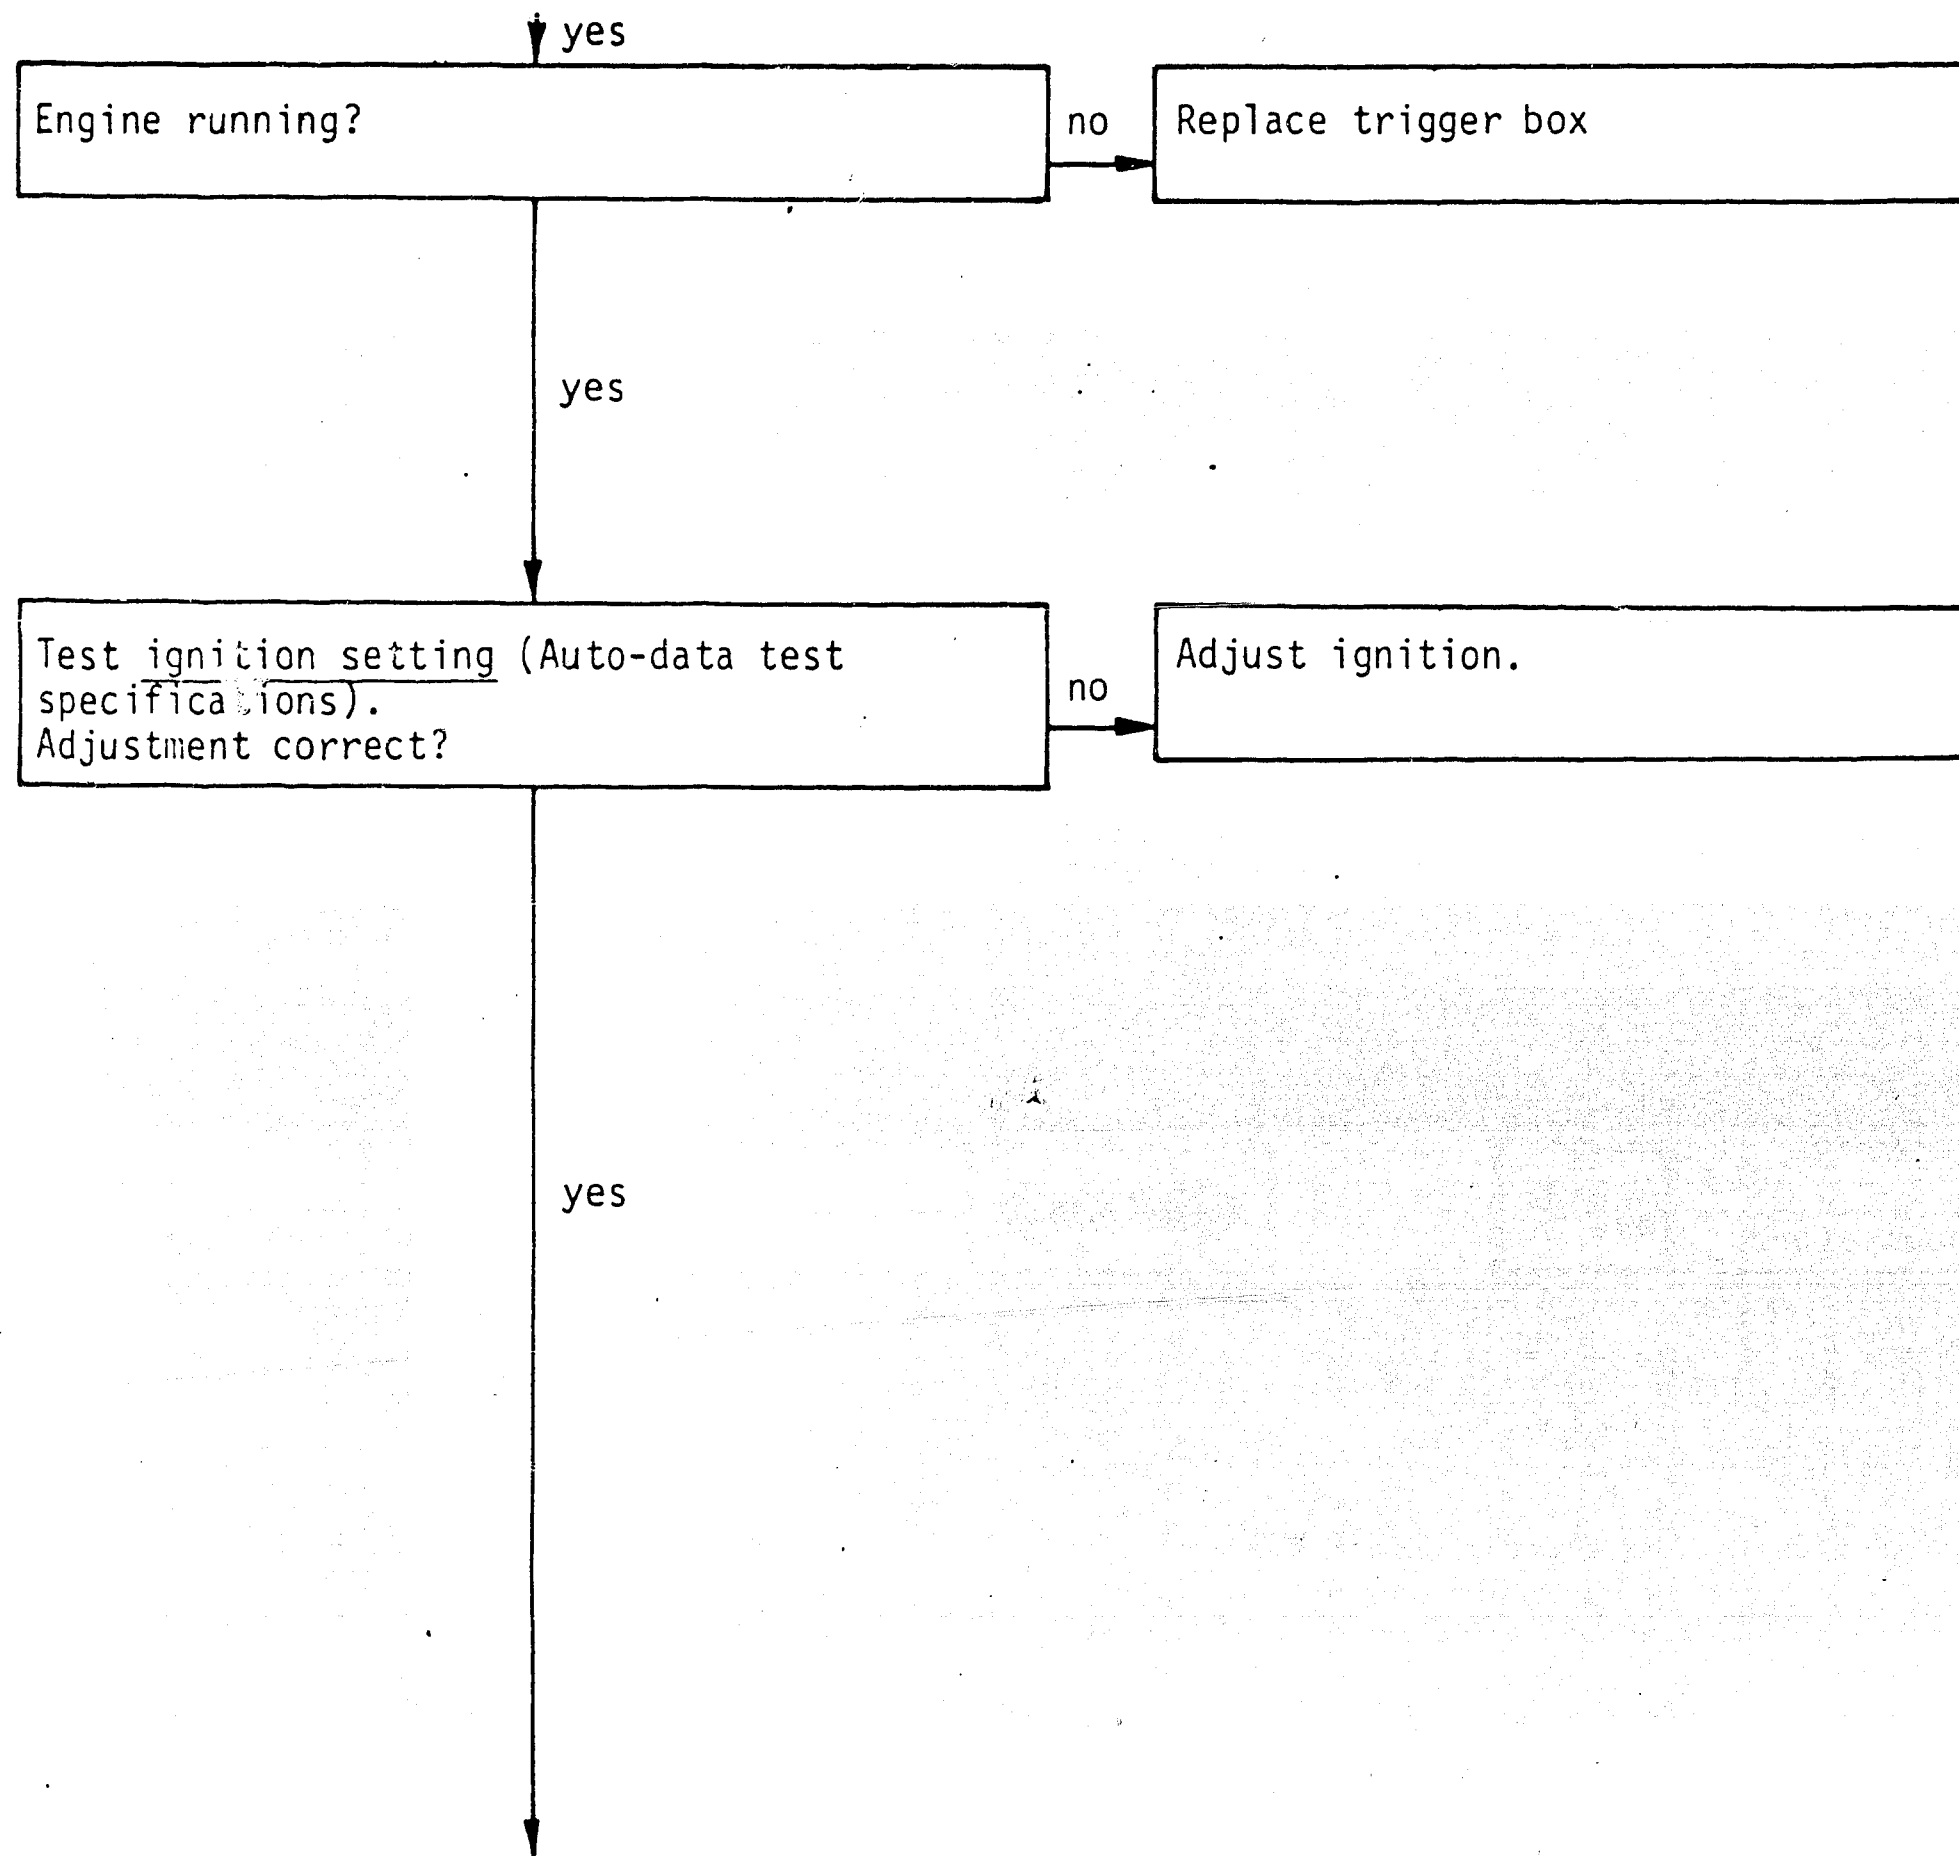 yes
Engine running?
no
Replace trigger box
yes
Test ignition setting (Auto-data test
specifications).
Adjustment correct?
no
Adjust ignition.
yes